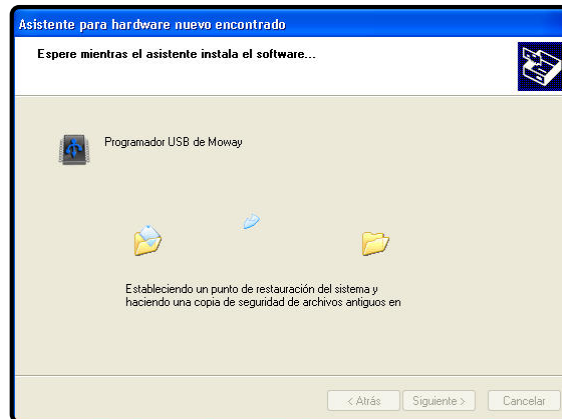 Asistente para hardware nuevo encontrado
Espere mientras el asistente instala el software...
Programador USB de Moway
Estableciendo un punto de restauración del sistema y
haciendo una copia de seguridad de archivos antiguos en
< Atrás Siguiente > Cancelar